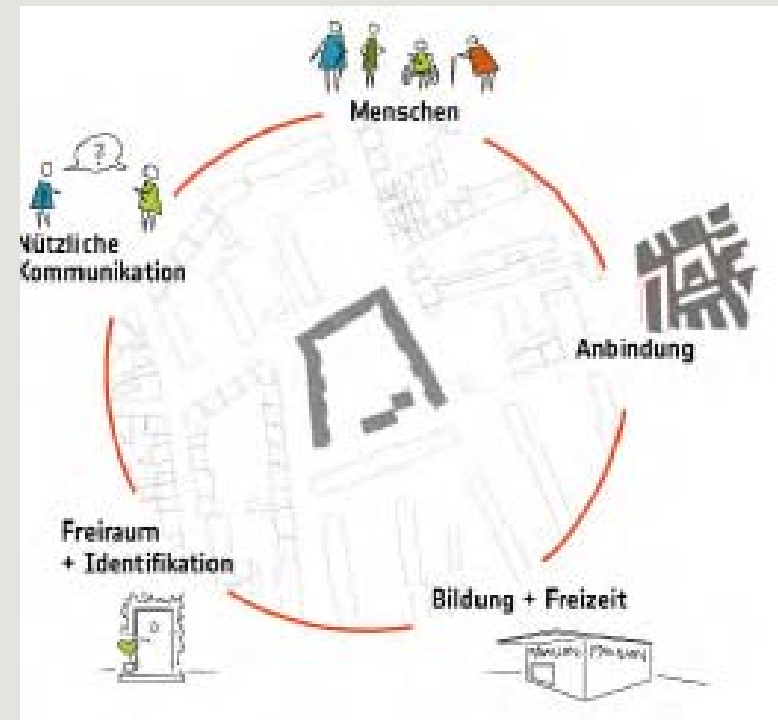 Menschen
?
Nützliche
Kommunikation
Anbindung
Freiraum
+ Identifikation
Bildung + Freizeit